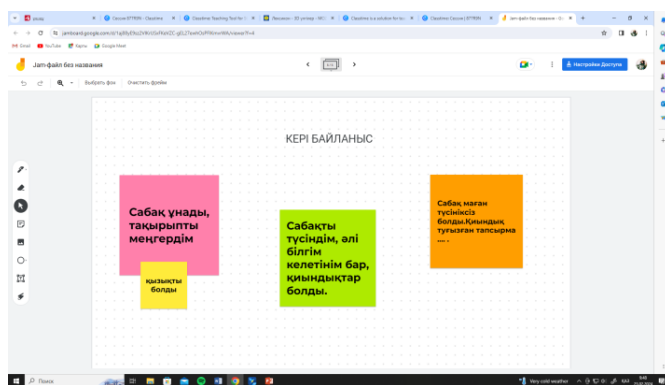 Jam-файл без названия
Настройки Доступа
Выбрать фон
Очистить фрейм
КЕРІ БАЙЛАНЫС
Сабақ ұнады,
тақырыпты
меңгердім
қызықты
болды
Сабақты
түсіндім, әлі
білгім
келетінім бар,
қиындықтар
болды.
Сабақ маған
түсініксіз
болды.Қиындық
туғызған тапсырма
.... .
Поиск
Very cold weather